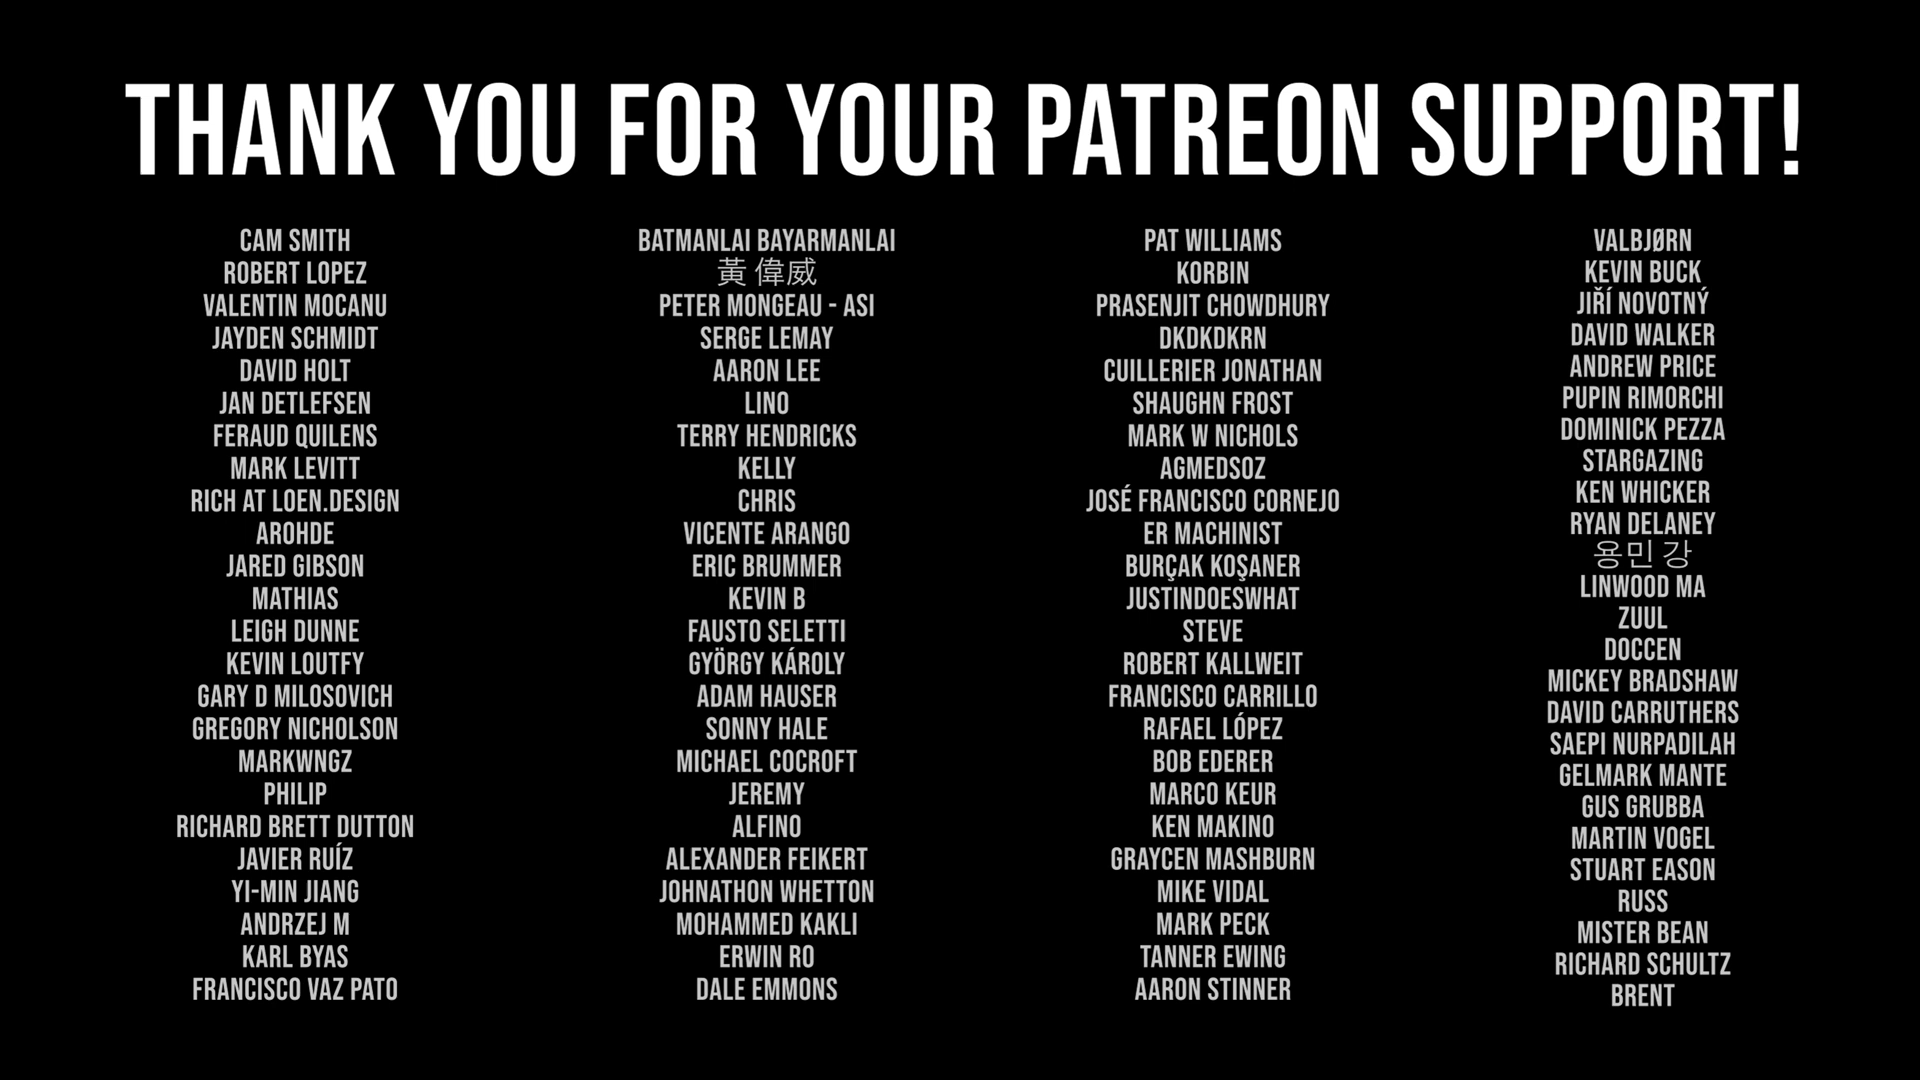 THANK YOU FOR YOUR PATREON SUPPORT!
CAM SMITH
ROBERT LOPEZ
VALENTIN MOCANU
JAYDEN SCHMIDT
DAVID HOLT
JAN DETLEFSEN
FERAUD QUILENS
MARK LEVITT
RICH AT LOEN.DESIGN
AROHDE
JARED GIBSON
MATHIAS
LEIGH DUNNE
KEVIN LOUTFY
GARY D MILOSOVICH
GREGORY NICHOLSON
MARKWNGZ
PHILIP
RICHARD BRETT DUTTON
JAVIER RUÍZ
YI-MIN JIANG
ANDRZEJ M
KARL BYAS
FRANCISCO VAZ PATO
BATMANLAI BAYARMANLAI
黃 偉威
PETER MONGEAU - ASI
SERGE LEMAY
AARON LEE
LINO
TERRY HENDRICKS
KELLY
CHRIS
VICENTE ARANGO
ERIC BRUMMER
KEVIN B
FAUSTO SELETTI
GYÖRGY KÁROLY
ADAM HAUSER
SONNY HALE
MICHAEL COCROFT
JEREMY
ALFINO
ALEXANDER FEIKERT
JOHNATHON WHETTON
MOHAMMED KAKLI
ERWIN RO
DALE EMMONS
PAT WILLIAMS
KORBIN
PRASENJIT CHOWDHURY
DKDKDKRN
CUILLERIER JONATHAN
SHAUGHN FROST
MARK W NICHOLS
AGMEDSOZ
JOSÉ FRANCISCO CORNEJO
ER MACHINIST
BURÇAK KOŞANER
JUSTINDOESWHAT
STEVE
ROBERT KALLWEIT
FRANCISCO CARRILLO
RAFAEL LÓPEZ
BOB EDERER
MARCO KEUR
KEN MAKINO
GRAYCEN MASHBURN
MIKE VIDAL
MARK PECK
TANNER EWING
AARON STINNER
VALBJØRN
KEVIN BUCK
JIŘÍ NOVOTNÝ
DAVID WALKER
ANDREW PRICE
PUPIN RIMORCHI
DOMINICK PEZZA
STARGAZING
KEN WHICKER
RYAN DELANEY
용민 강
LINWOOD MA
ZUUL
DOCCEN
MICKEY BRADSHAW
DAVID CARRUTHERS
SAEPI NURPADILAH
GELMARK MANTE
GUS GRUBBA
MARTIN VOGEL
STUART EASON
RUSS
MISTER BEAN
RICHARD SCHULTZ
BRENT